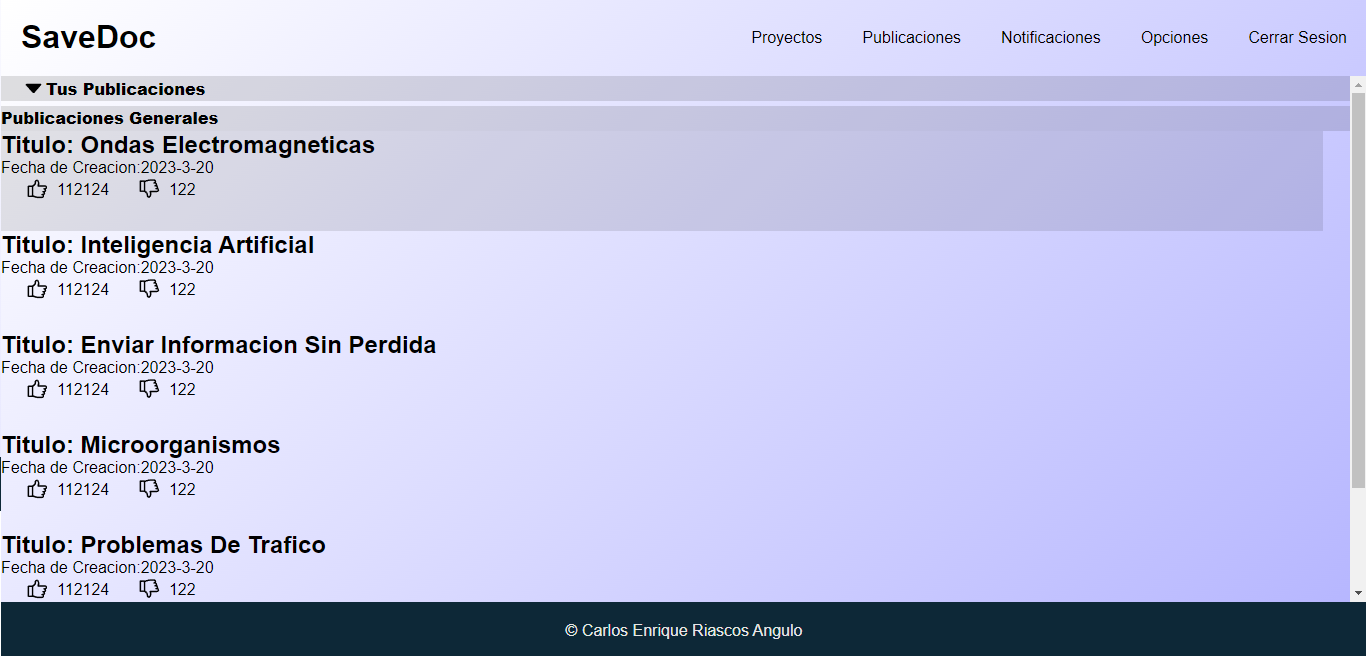 SaveDoc
Proyectos Publicaciones Notificaciones Opciones Cerrar Sesion
Tus Publicaciones
Publicaciones Generales
Titulo: Ondas Electromagneticas
Fecha de Creacion:2023-3-20
112124 122
Titulo: Inteligencia Artificial
Fecha de Creacion:2023-3-20
112124 122
Titulo: Enviar Informacion Sin Perdida
Fecha de Creacion:2023-3-20
112124 122
Titulo: Microorganismos
Fecha de Creacion:2023-3-20
112124 122
Titulo: Problemas De Trafico
Fecha de Creacion:2023-3-20
112124 122
© Carlos Enrique Riascos Angulo